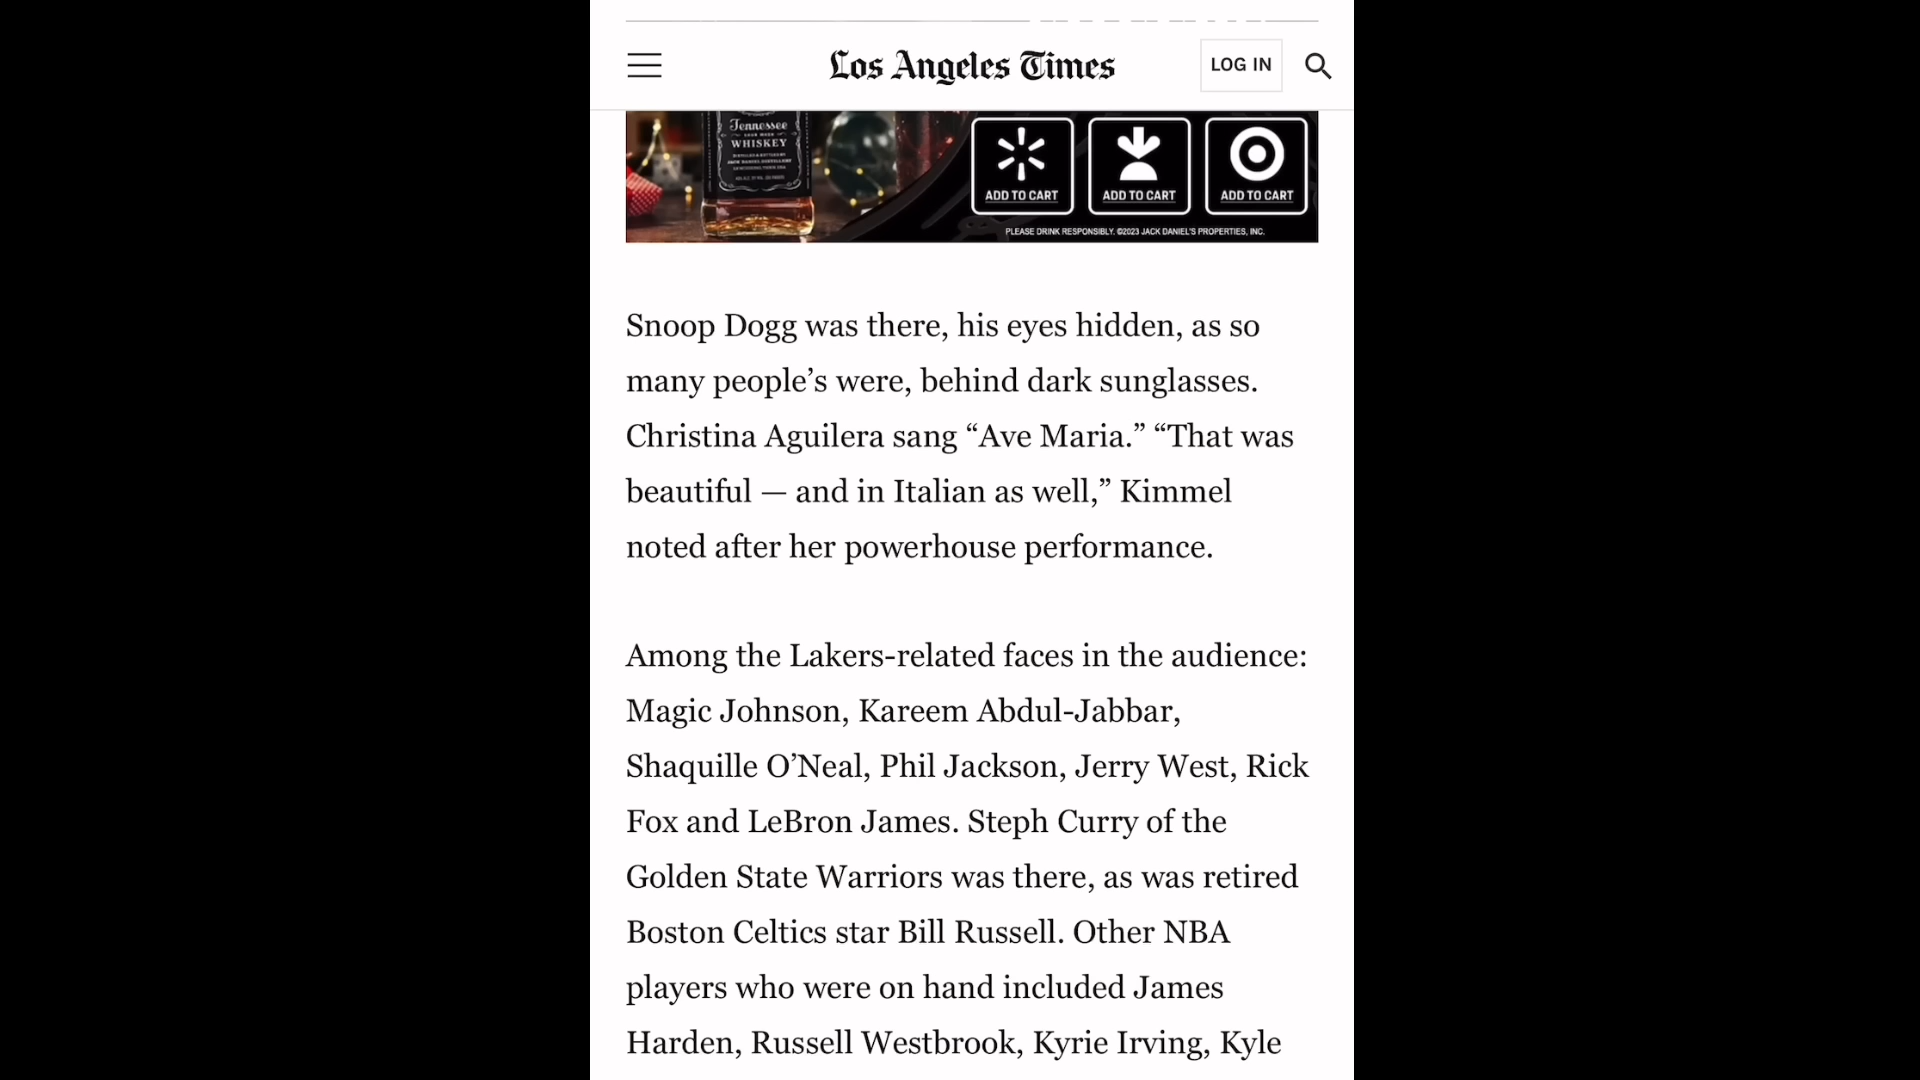 Los Angeles Times
LOG IN
Tennessee
WHISKEY
ADD TO CART
ADD TO CART
ADD TO CART
PLEASE DRINK RESPONSIBLY. ©2023 JACK DANIEL'S PROPERTIES, INC.
Snoop Dogg was there, his eyes hidden, as so
many people’s were, behind dark sunglasses.
Christina Aguilera sang “Ave Maria.” “That was
beautiful — and in Italian as well,” Kimmel
noted after her powerhouse performance.
Among the Lakers-related faces in the audience:
Magic Johnson, Kareem Abdul-Jabbar,
Shaquille O’Neal, Phil Jackson, Jerry West, Rick
Fox and LeBron James. Steph Curry of the
Golden State Warriors was there, as was retired
Boston Celtics star Bill Russell. Other NBA
players who were on hand included James
Harden, Russell Westbrook, Kyrie Irving, Kyle